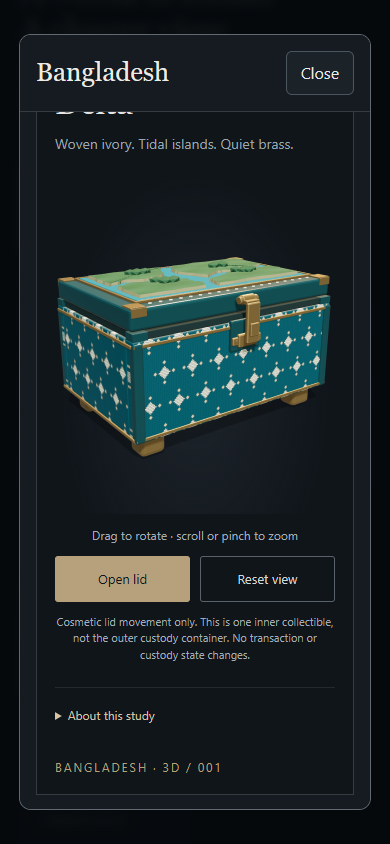 Bangladesh
Close
Delta
Woven ivory. Tidal islands. Quiet brass.
Drag to rotate · scroll or pinch to zoom
Open lid
Reset view
Cosmetic lid movement only. This is one inner collectible,
not the outer custody container. No transaction or
custody state changes.
About this study
BANGLADESH · 3D / 001